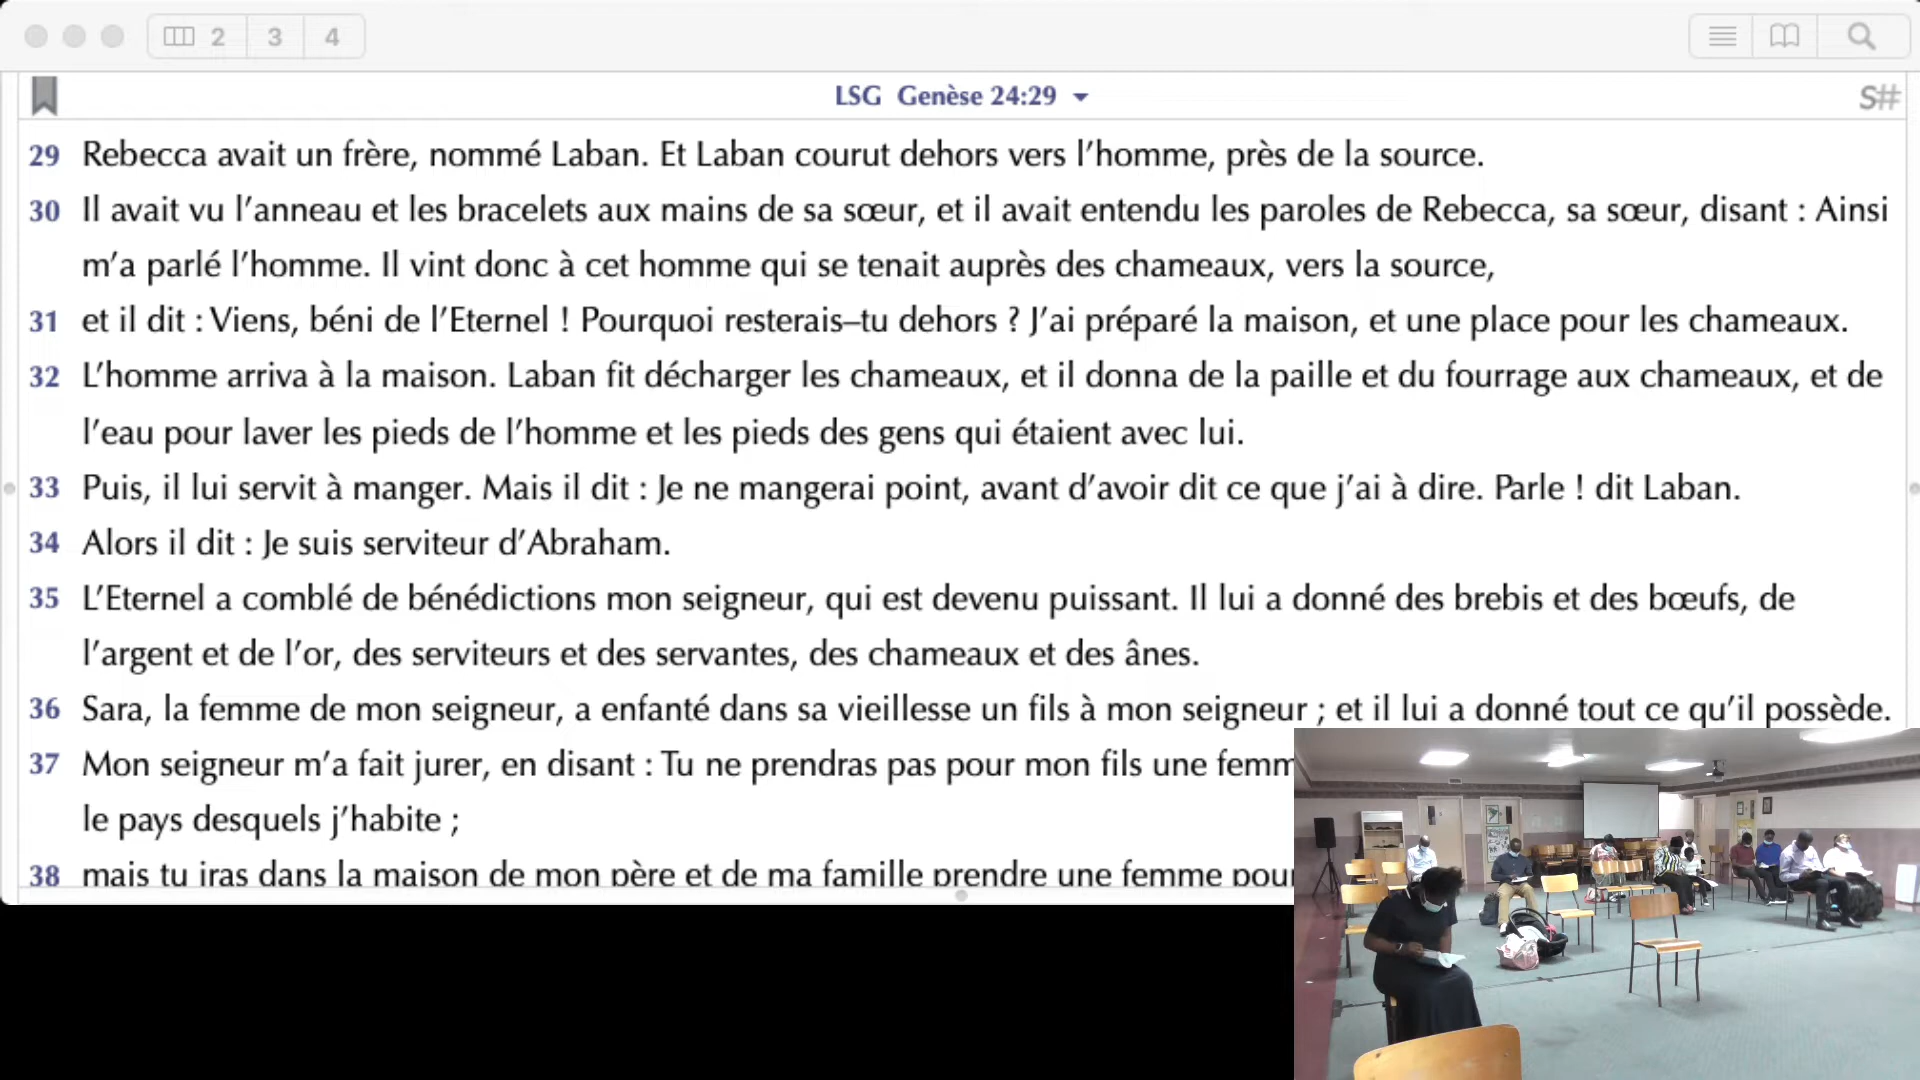 2 3 4
LSG Genèse 24:29
S#
29 Rebecca avait un frère, nommé Laban. Et Laban courut dehors vers l’homme, près de la source.
30 Il avait vu l’anneau et les bracelets aux mains de sa sœur, et il avait entendu les paroles de Rebecca, sa sœur, disant : Ainsi
m’a parlé l’homme. Il vint donc à cet homme qui se tenait auprès des chameaux, vers la source,
31 et il dit : Viens, béni de l’Eternel ! Pourquoi resterais–tu dehors ? J’ai préparé la maison, et une place pour les chameaux.
32 L’homme arriva à la maison. Laban fit décharger les chameaux, et il donna de la paille et du fourrage aux chameaux, et de
l’eau pour laver les pieds de l’homme et les pieds des gens qui étaient avec lui.
33 Puis, il lui servit à manger. Mais il dit : Je ne mangerai point, avant d’avoir dit ce que j’ai à dire. Parle ! dit Laban.
34 Alors il dit : Je suis serviteur d’Abraham.
35 L’Eternel a comblé de bénédictions mon seigneur, qui est devenu puissant. Il lui a donné des brebis et des bœufs, de
l’argent et de l’or, des serviteurs et des servantes, des chameaux et des ânes.
36 Sara, la femme de mon seigneur, a enfanté dans sa vieillesse un fils à mon seigneur ; et il lui a donné tout ce qu’il possède.
37 Mon seigneur m’a fait jurer, en disant : Tu ne prendras pas pour mon fils une femm
le pays desquels j’habite ;
38 mais tu iras dans la maison de mon père et de ma famille prendre une femme pour